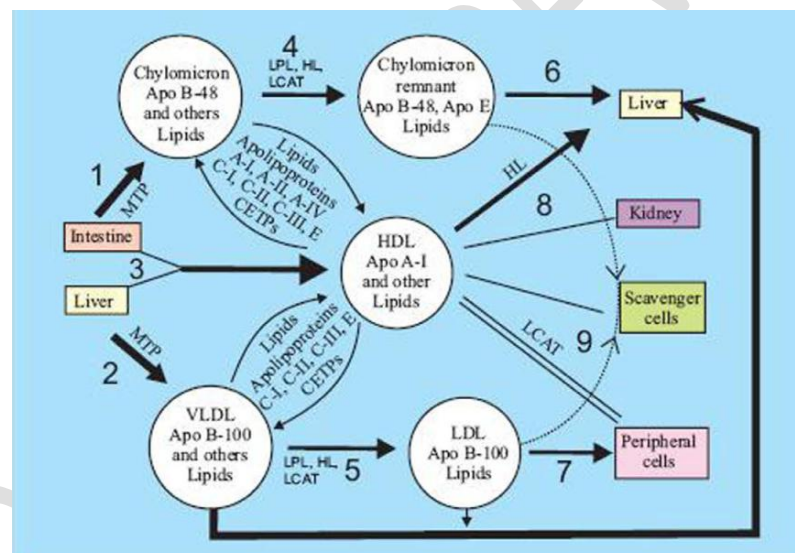 Chylomicron
Apo B-48
and others
Lipids
4
LPL, HL,
LCAT
Chylomicron
remnant
Apo B-48, Apo E
Lipids
6
Liver
1
MTP
Lipids
Apolipoproteins
A-I, A-II, A-IV
C-I, C-II, C-III, E
CETPs
HL
8
Kidney
Intestine
3
Liver
HDL
Apo A-I
and other
Lipids
Scavenger
cells
9
LCAT
MTP
2
Lipids
Apolipoproteins
C-I, C-II, C-III, E
CETPs
VLDL
Apo B-100
and others
Lipids
LPL, HL,
LCAT
5
LDL
Apo B-100
Lipids
7
Peripheral
cells